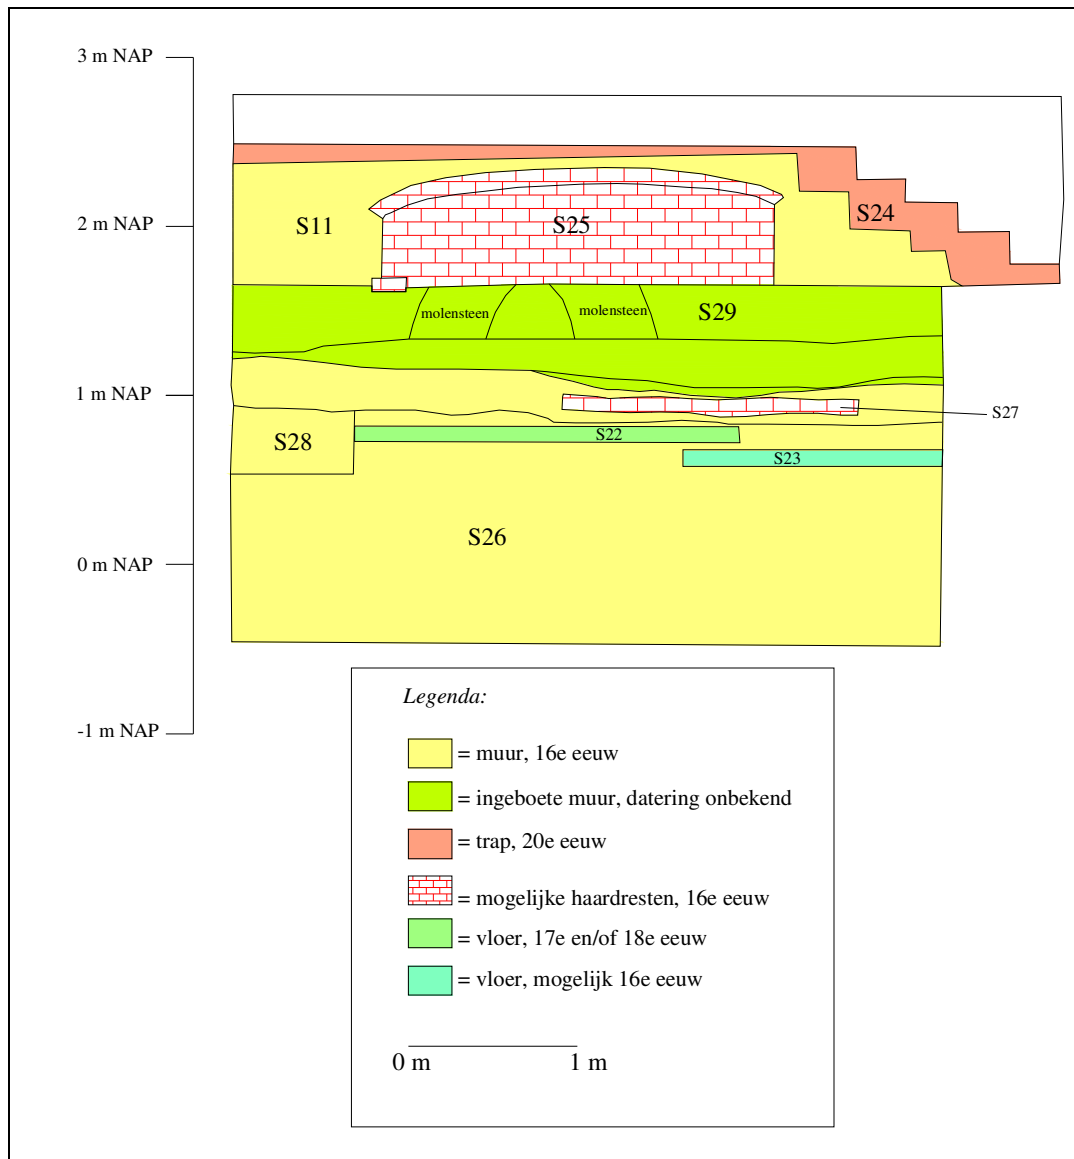 3 m NAP
2 m NAP
S11
S25
S24
molensteen
molensteen
S29
1 m NAP
S27
S28
S22
S23
S26
0 m NAP
-1 m NAP
Legenda:
= muur, 16e eeuw
= ingeboete muur, datering onbekend
= trap, 20e eeuw
= mogelijke haardresten, 16e eeuw
= vloer, 17e en/of 18e eeuw
= vloer, mogelijk 16e eeuw
0 m 1 m